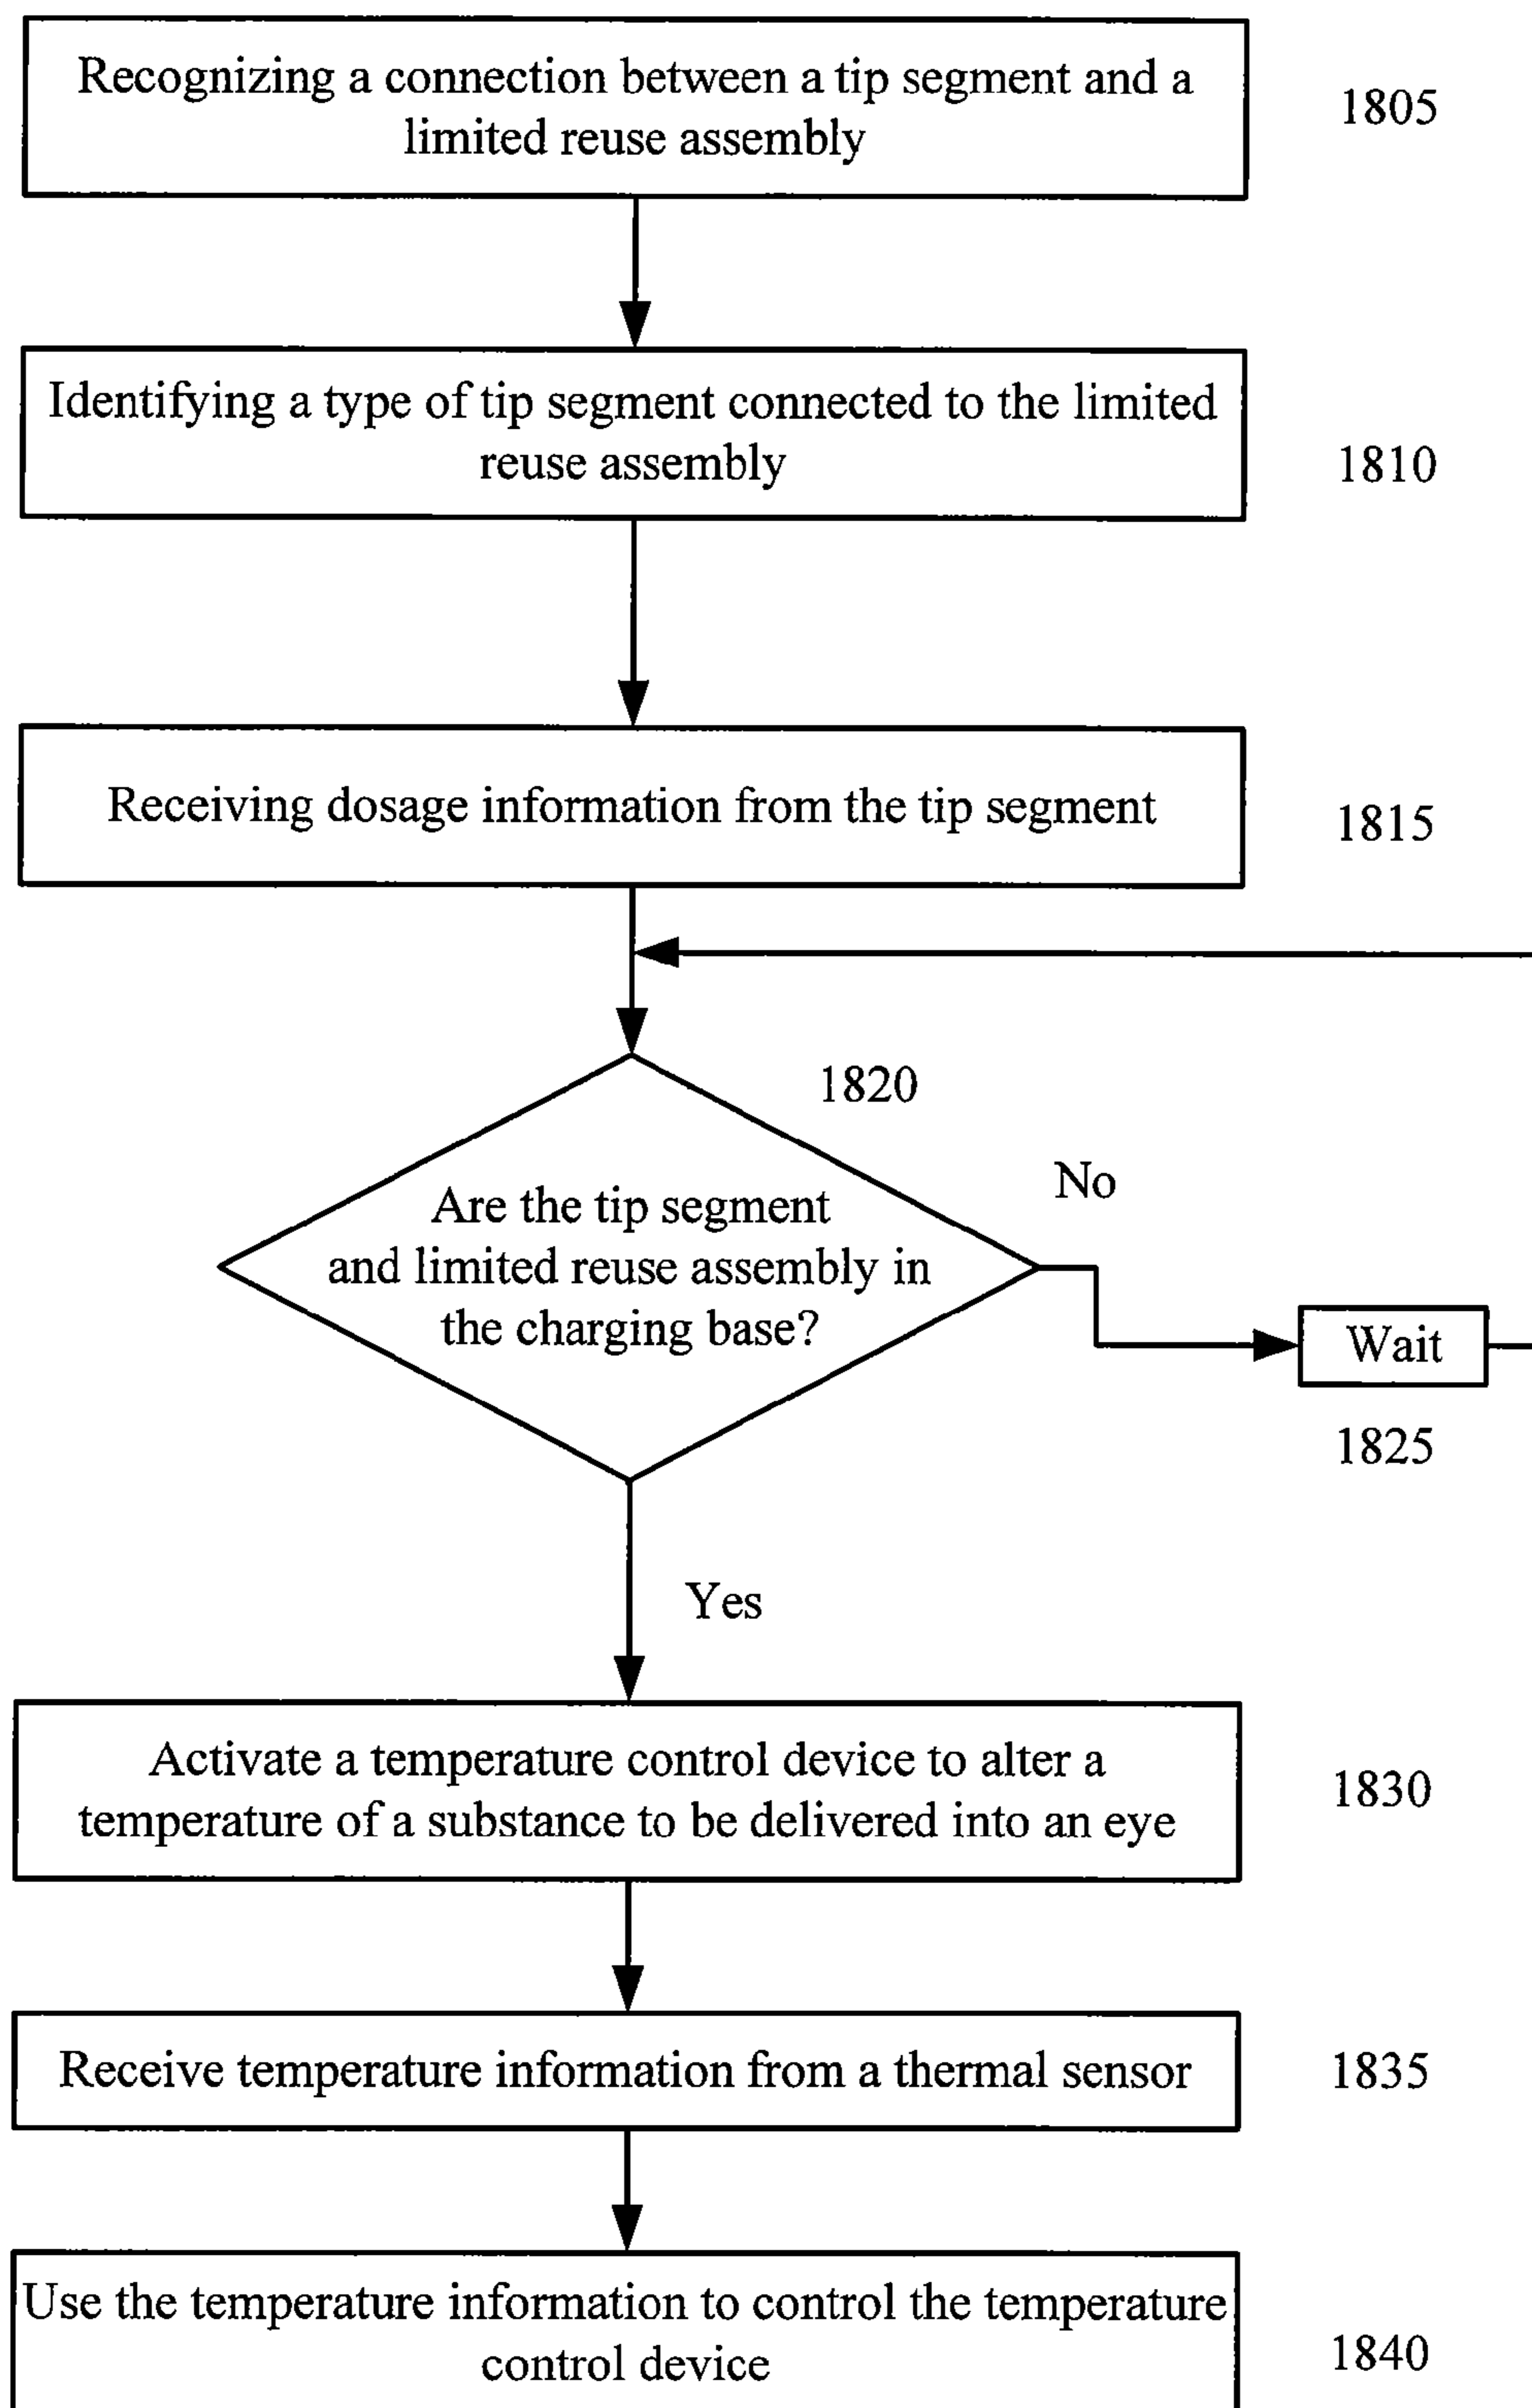 Recognizing a connection between a tip segment and a
limited reuse assembly
1805
Identifying a type of tip segment connected to the limited
reuse assembly
1810
Receiving dosage information from the tip segment
1815
1820
No
Are the tip segment
and limited reuse assembly in
the charging base?
Wait
1825
Yes
Activate a temperature control device to alter a
temperature of a substance to be delivered into an eye
1830
Receive temperature information from a thermal sensor
1835
Use the temperature information to control the temperature
control device
1840